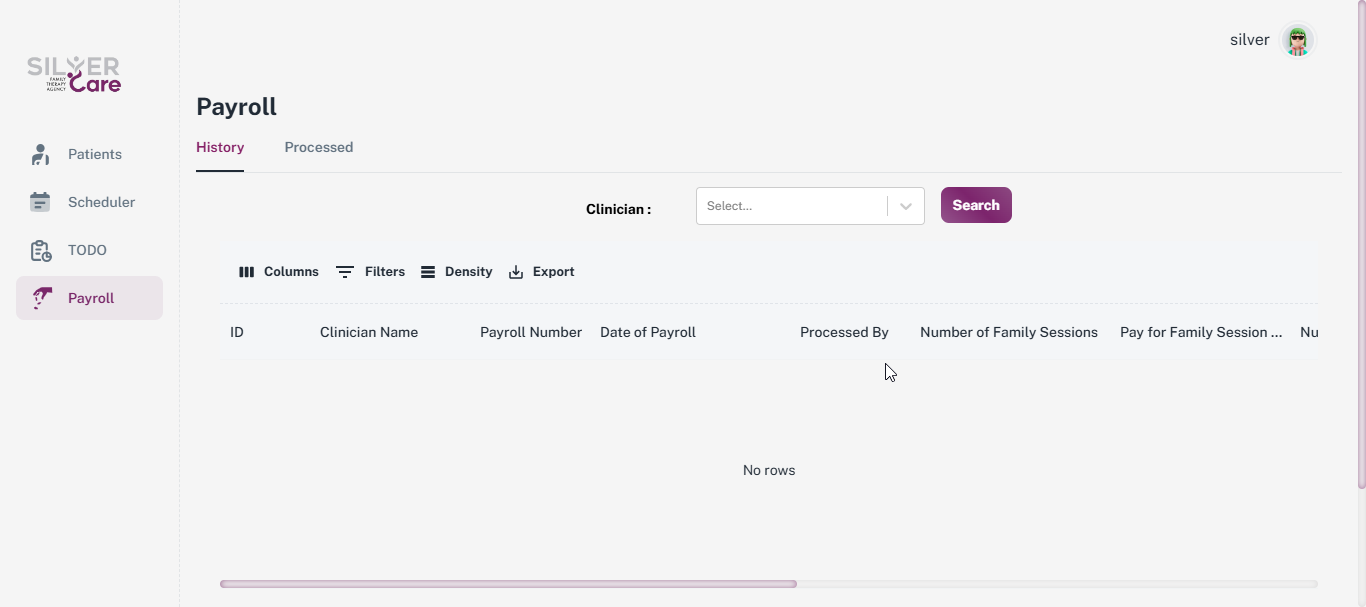 silver
SILVER
FAMILY
THERAPY
AGENCY
Care
Payroll
History
Processed
Patients
Scheduler
TODO
Payroll
Clinician :
Select...
Search
Columns
Filters
Density
Export
ID
Clinician Name
Payroll Number
Date of Payroll
Processed By
Number of Family Sessions
Pay for Family Session ...
Nu
No rows